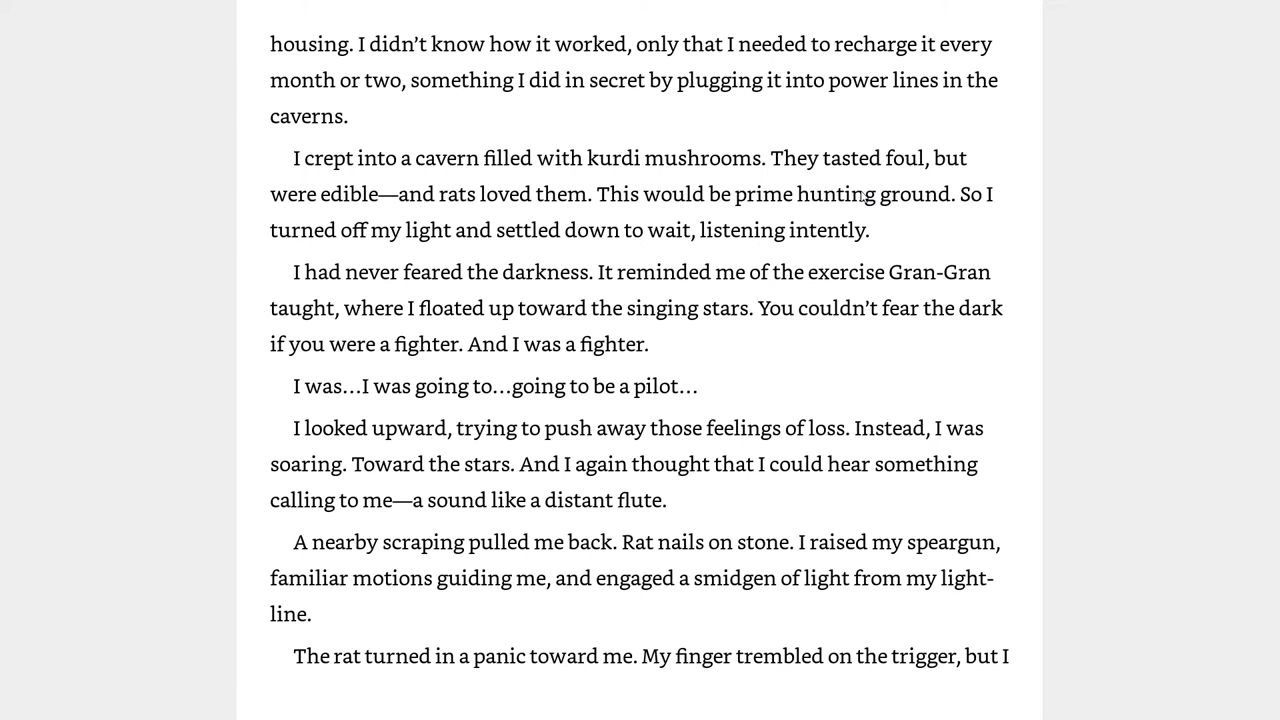 housing. I didn’t know how it worked, only that I needed to recharge it every
month or two, something I did in secret by plugging it into power lines in the
caverns.
I crept into a cavern filled with kurdi mushrooms. They tasted foul, but
were edible—and rats loved them. This would be prime hunting ground. So I
turned off my light and settled down to wait, listening intently.
I had never feared the darkness. It reminded me of the exercise Gran-Gran
taught, where I floated up toward the singing stars. You couldn’t fear the dark
if you were a fighter. And I was a fighter.
I was…I was going to…going to be a pilot…
I looked upward, trying to push away those feelings of loss. Instead, I was
soaring. Toward the stars. And I again thought that I could hear something
calling to me—a sound like a distant flute.
A nearby scraping pulled me back. Rat nails on stone. I raised my speargun,
familiar motions guiding me, and engaged a smidgen of light from my light-
line.
The rat turned in a panic toward me. My finger trembled on the trigger, but I